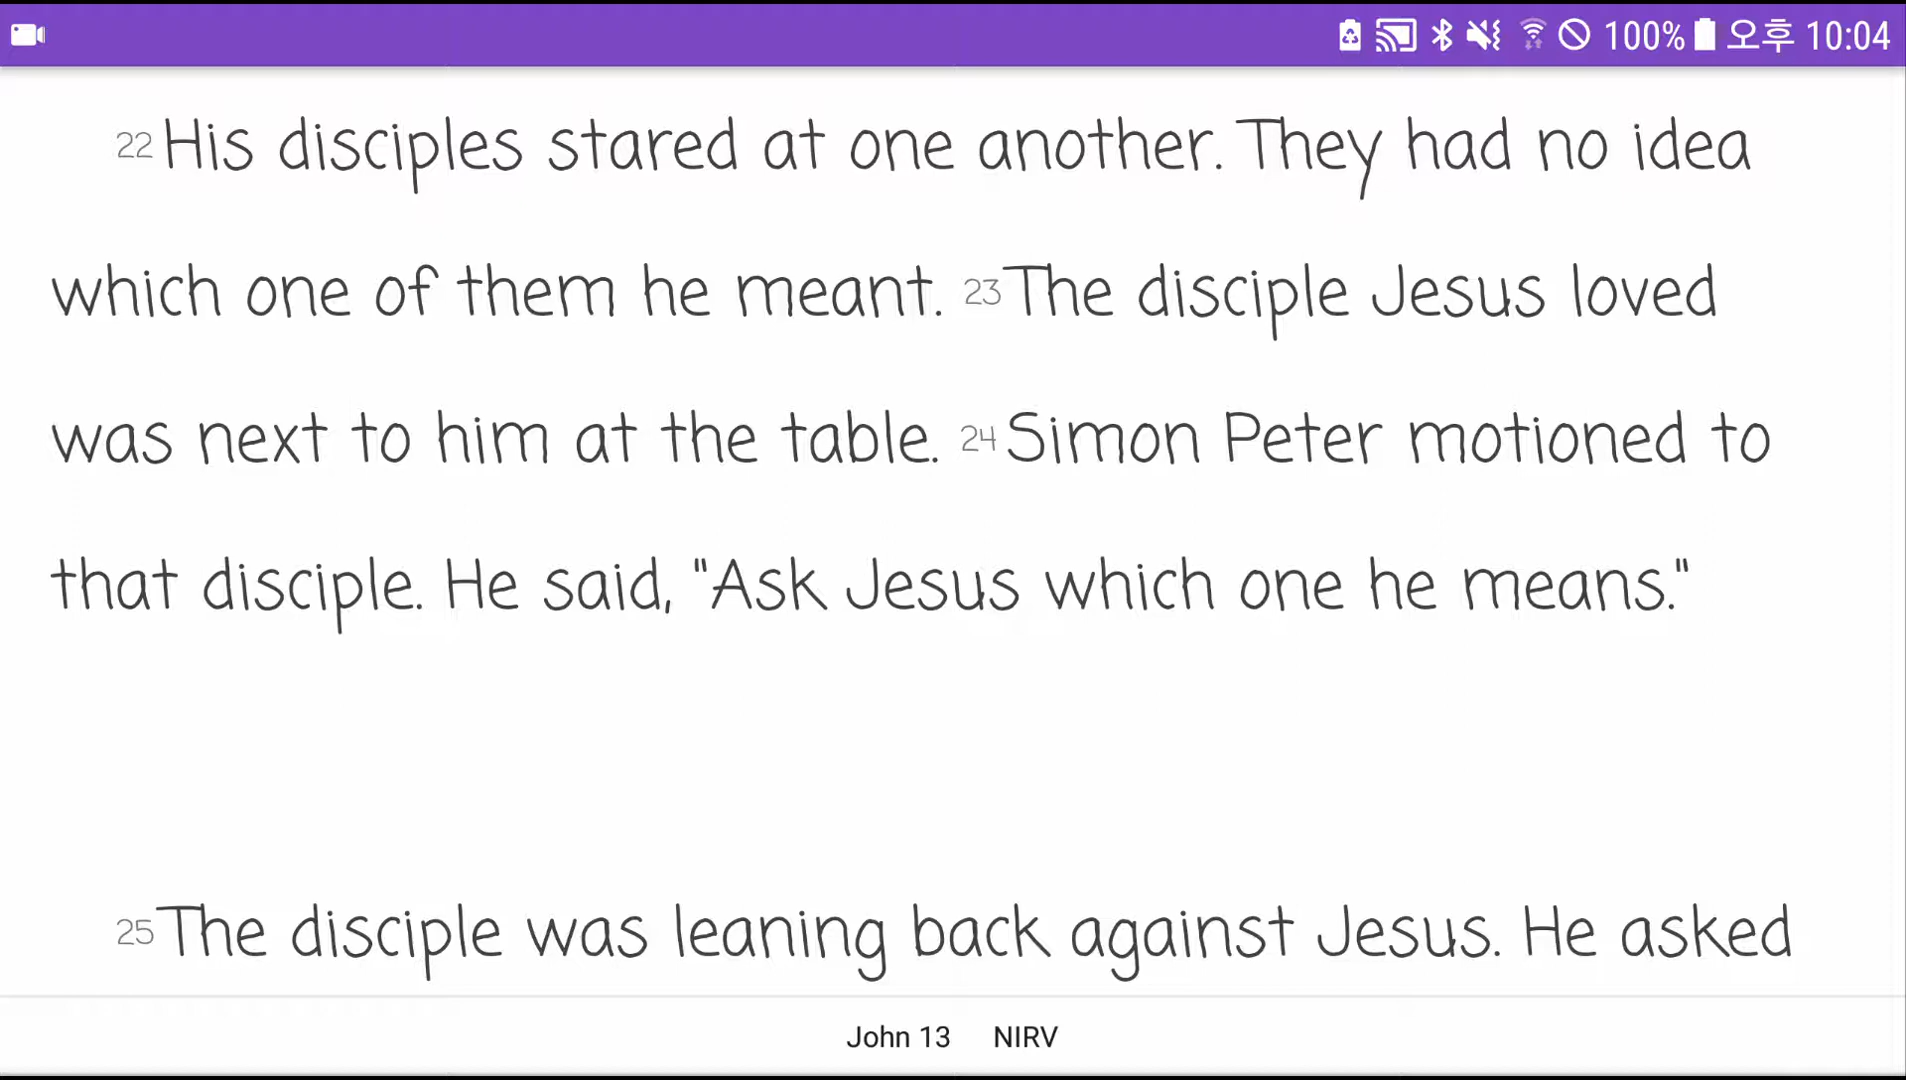 100% 오후 10:04
22 His disciples stared at one another. They had no idea
which one of them he meant. 23 The disciple Jesus loved
was next to him at the table. 24 Simon Peter motioned to
that disciple. He said, "Ask Jesus which one he means."
25 The disciple was leaning back against Jesus. He asked
John 13 NIRV